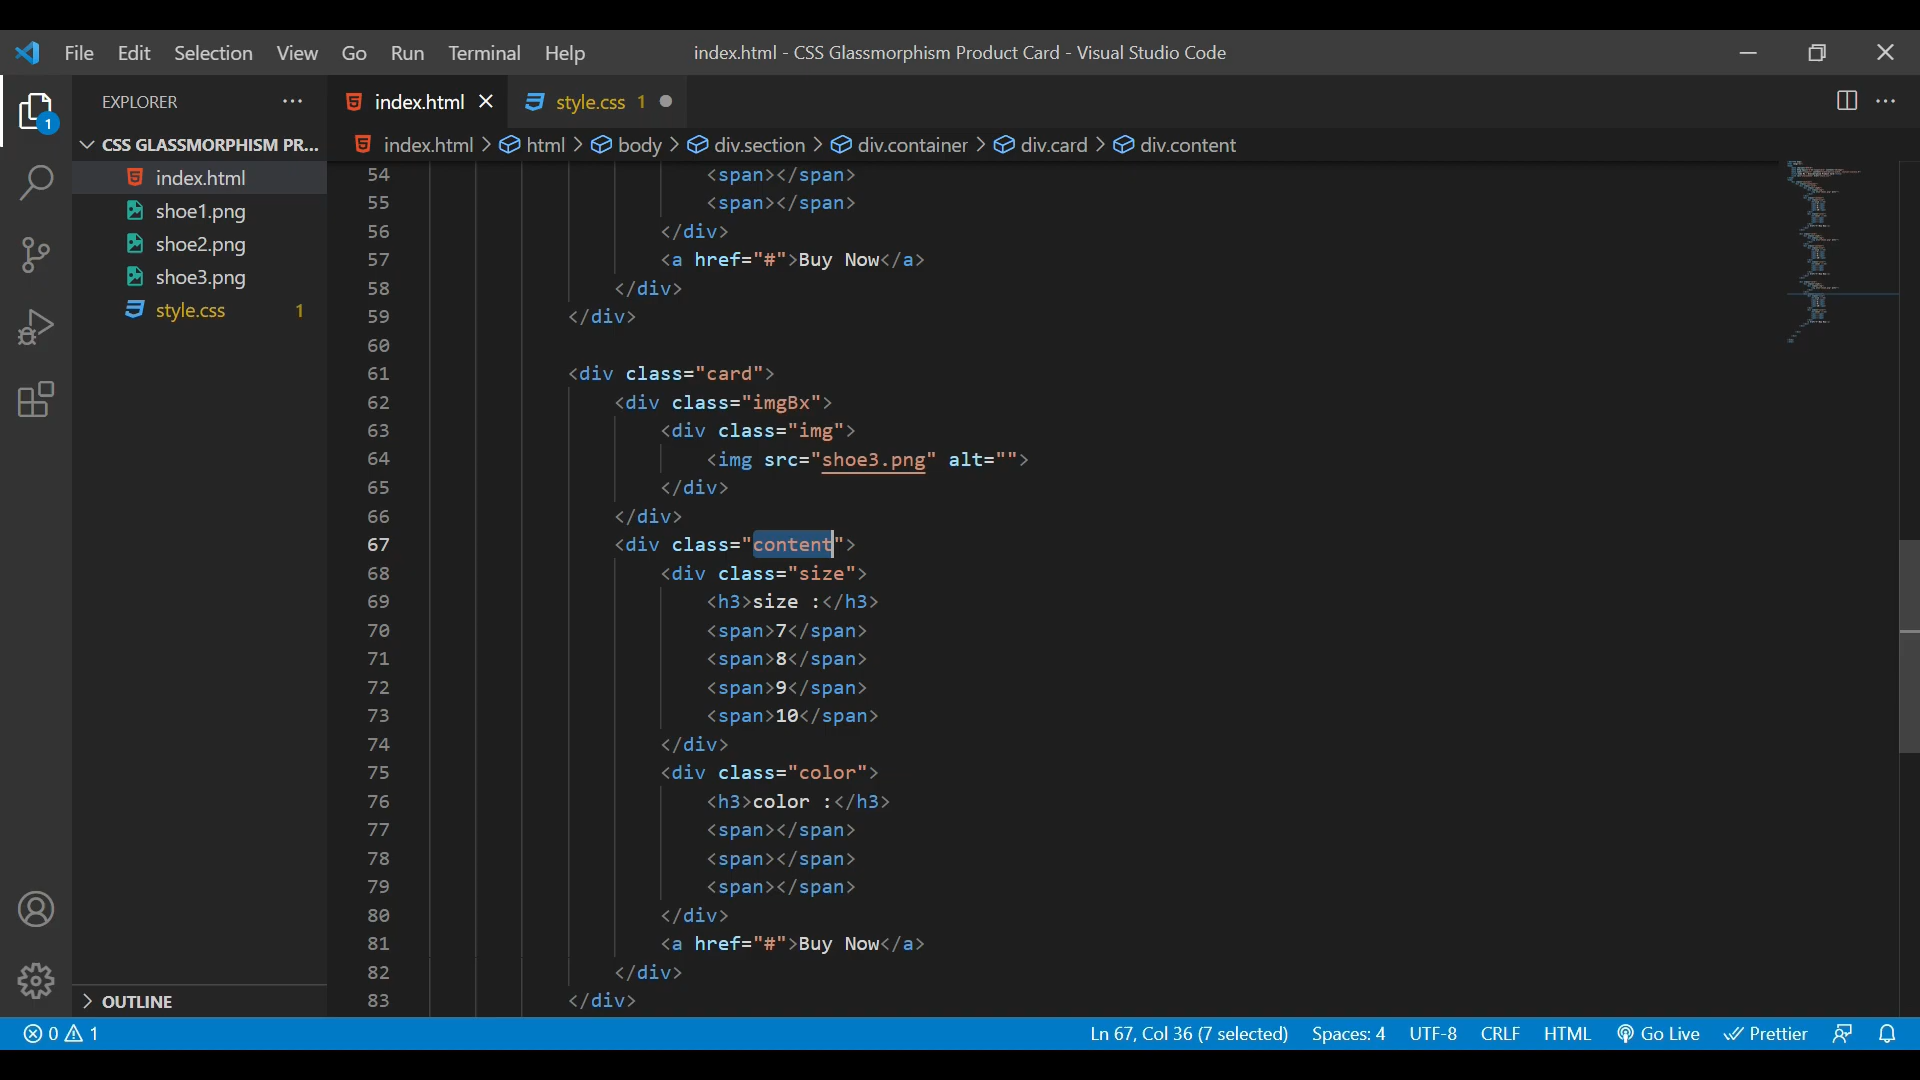 File Edit Selection View Go Run Terminal Help index.html - CSS Glassmorphism Product Card - Visual Studio Code
EXPLORER ··· index.html style.css 1
CSS GLASSMORPHISM PR... index.html > html > body > div.section > div.container > div.card > div.content
index.html
shoe1.png
shoe2.png
shoe3.png
style.css 1
1
54 <span></span>
55 <span></span>
56 </div>
57 <a href="#">Buy Now</a>
58 </div>
59 </div>
60
61 <div class="card">
62 <div class="imgBx">
63 <div class="img">
64 <img src="shoe3.png" alt="">
65 </div>
66 </div>
67 <div class="content">
68 <div class="size">
69 <h3>size :</h3>
70 <span>7</span>
71 <span>8</span>
72 <span>9</span>
73 <span>10</span>
74 </div>
75 <div class="color">
76 <h3>color :</h3>
77 <span></span>
78 <span></span>
79 <span></span>
80 </div>
81 <a href="#">Buy Now</a>
82 </div>
83 </div>
OUTLINE
0 1 Ln 67, Col 36 (7 selected) Spaces: 4 UTF-8 CRLF HTML Go Live Prettier